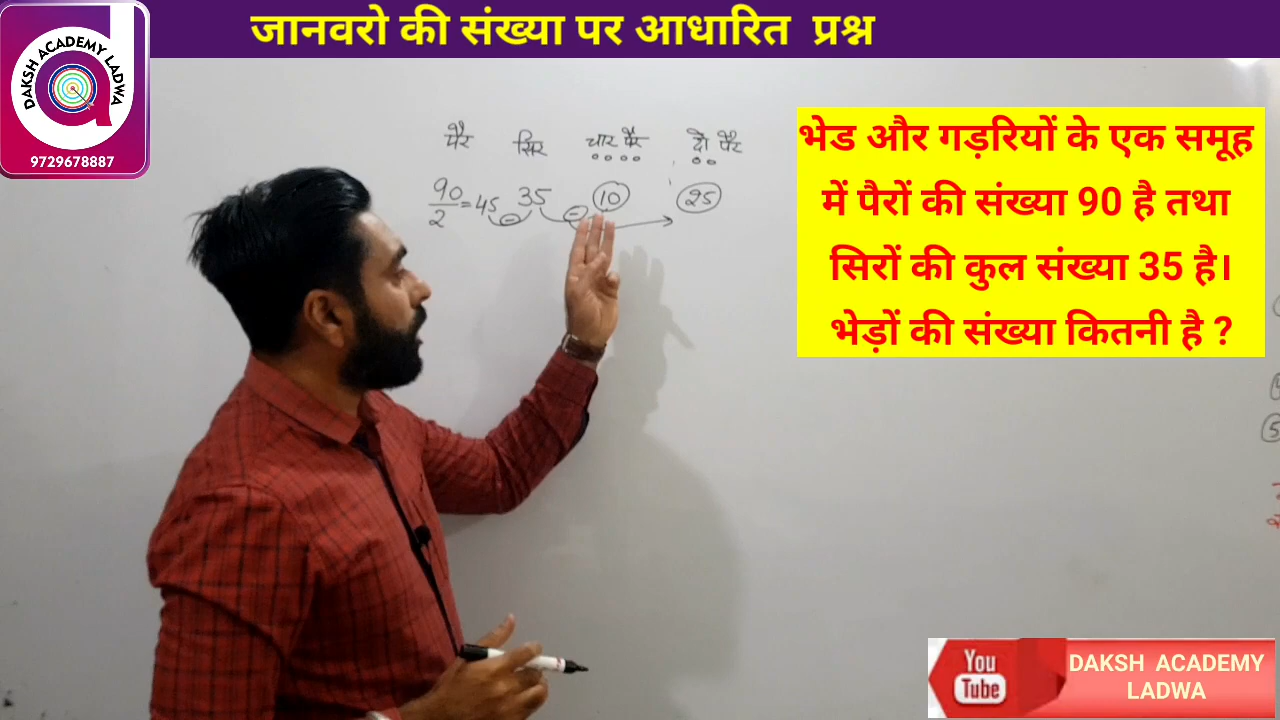 जानवरो की संख्या पर आधारित प्रश्न
DAKSH ACADEMY LADWA
9729678887
पैर सिर चार पैर दो पैर
90/2=45 35 10 25
भेड और गड़रियों के एक समूह
में पैरों की संख्या 90 है तथा
सिरों की कुल संख्या 35 है।
भेड़ों की संख्या कितनी है ?
5
You
Tube
DAKSH ACADEMY
LADWA